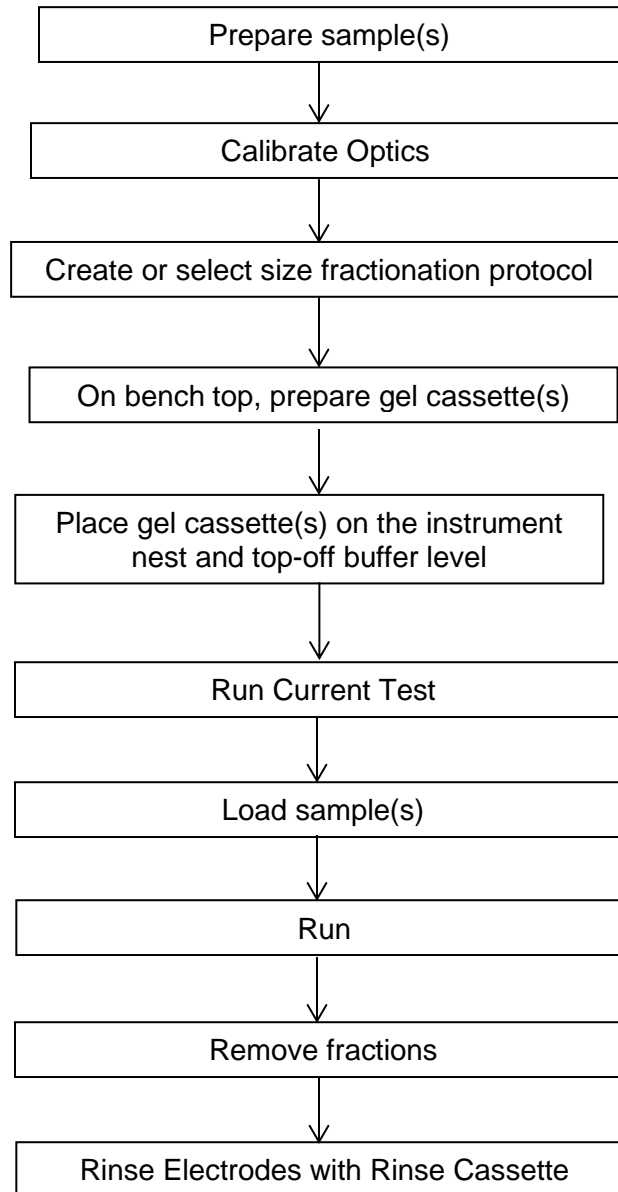 Prepare sample(s)
Calibrate Optics
Create or select size fractionation protocol
On bench top, prepare gel cassette(s)
Place gel cassette(s) on the instrument
nest and top-off buffer level
Run Current Test
Load sample(s)
Run
Remove fractions
Rinse Electrodes with Rinse Cassette